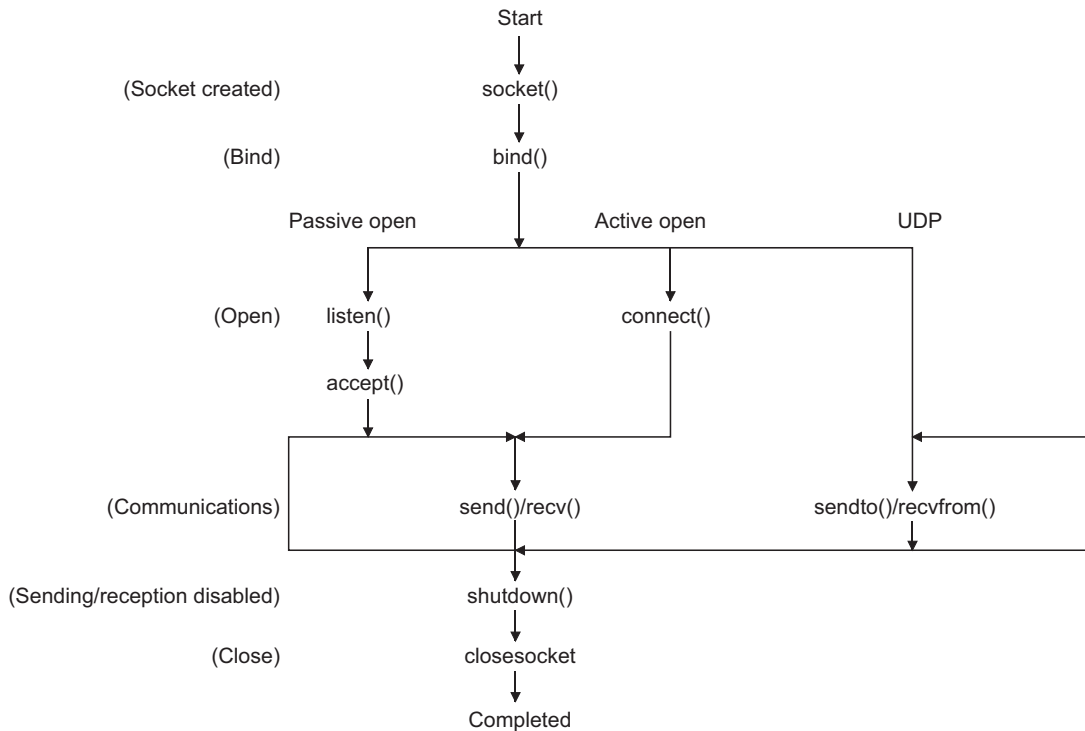 Start
(Socket created) socket()
(Bind) bind()
Passive open Active open UDP
(Open) listen() connect()
accept()
(Communications) send()/recv() sendto()/recvfrom()
(Sending/reception disabled) shutdown()
(Close) closesocket
Completed